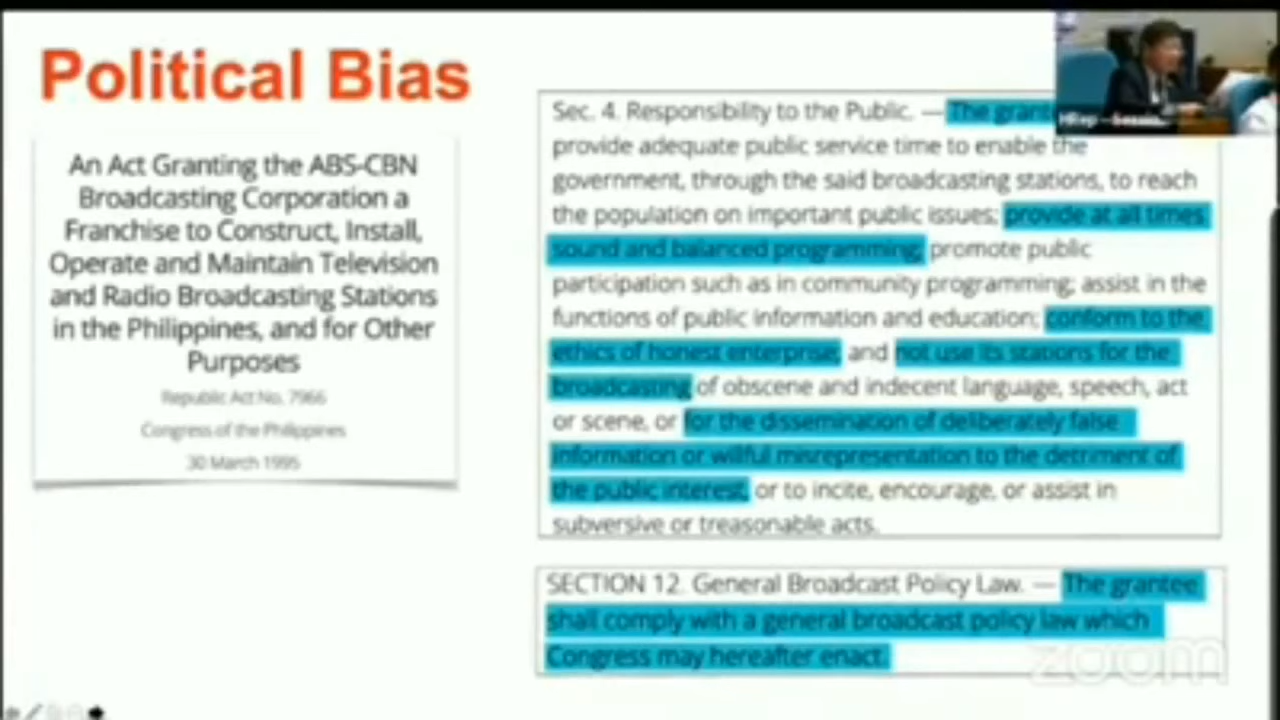 Political Bias
An Act Granting the ABS-CBN
Broadcasting Corporation a
Franchise to Construct, Install,
Operate and Maintain Television
and Radio Broadcasting Stations
in the Philippines, and for Other
Purposes
Republic Act No. 7966
Congress of the Philippines
30 March 1995
Sec. 4. Responsibility to the Public. — The
provide adequate public service time to enable the
government, through the said broadcasting stations, to reach
the population on important public issues; provide at all times
sound and balanced programming; promote public
participation such as in community programming; assist in the
functions of public information and education; conform to the
ethics of honest enterprise; and not use its stations for the
broadcasting of obscene and indecent language, speech, act
or scene, or for the dissemination of deliberately false
information or willful misrepresentation to the detriment of
the public interest, or to incite, encourage, or assist in
subversive or treasonable acts.
SECTION 12. General Broadcast Policy Law. — The grantee
shall comply with a general broadcast policy law which
Congress may hereafter enact.
zoom